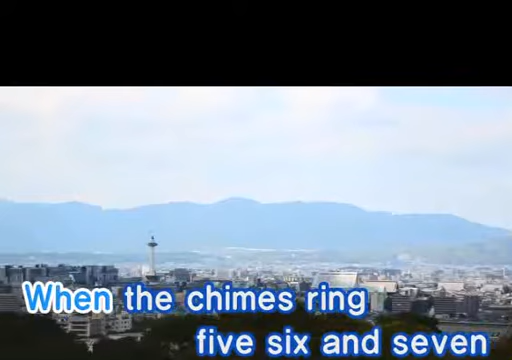 When the chimes ring
five six and seven